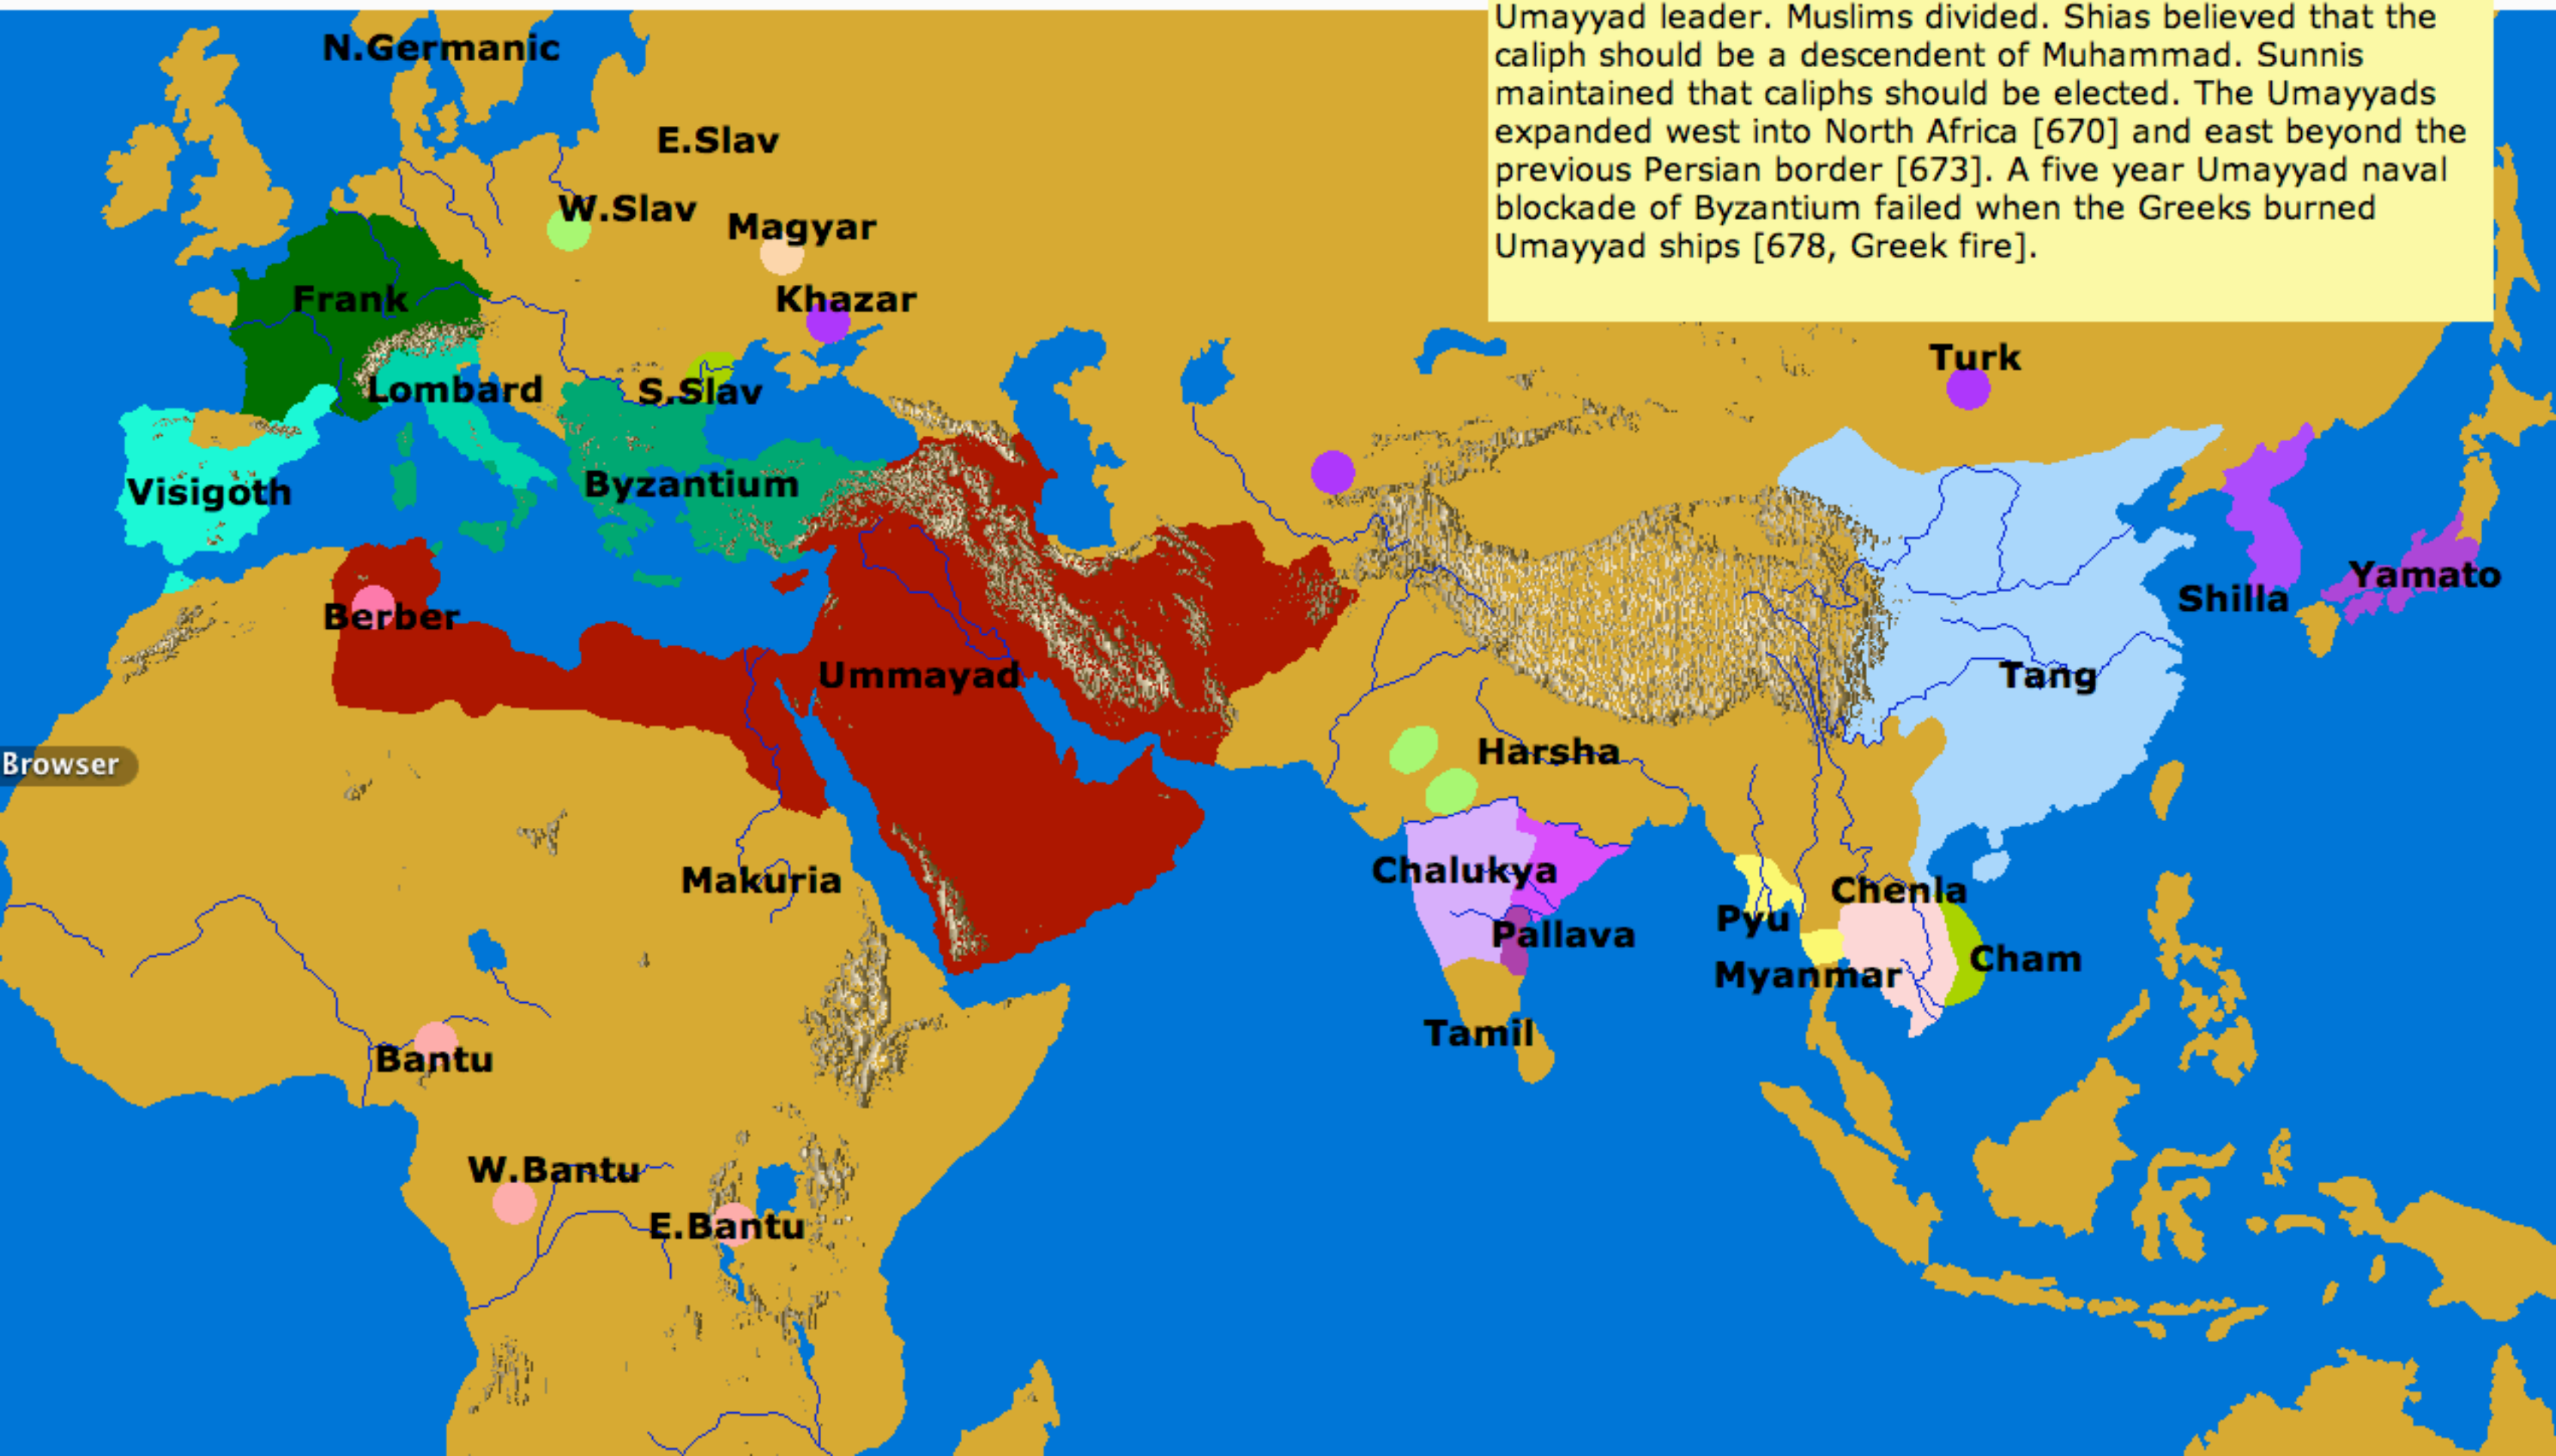 Umayyad leader. Muslims divided. Shias believed that the
caliph should be a descendent of Muhammad. Sunnis
maintained that caliphs should be elected. The Umayyads
expanded west into North Africa [670] and east beyond the
previous Persian border [673]. A five year Umayyad naval
blockade of Byzantium failed when the Greeks burned
Umayyad ships [678, Greek fire].
N.Germanic
E.Slav
W.Slav
Magyar
Khazar
Frank
Turk
Lombard
S.Slav
Byzantium
Visigoth
Yamato
Shilla
Berber
Ummayad
Tang
Harsha
Browser
Chalukya
Makuria
Chenla
Pyu
Pallava
Cham
Myanmar
Tamil
Bantu
W.Bantu
E.Bantu